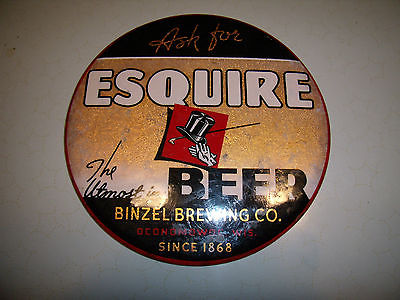 Ask for
ESQUIRE
The
Utmost in
BEER
BINZEL BREWING CO.
OCONOMOWOC, WIS.
SINCE 1868